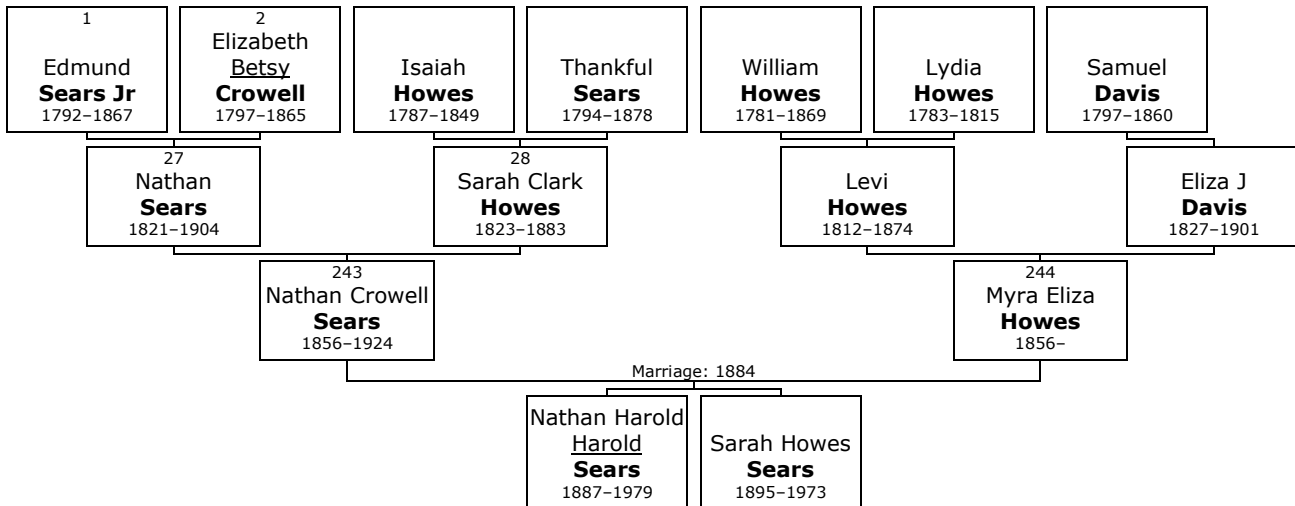 1
Edmund
Sears Jr
1792–1867
2
Elizabeth
Betsy
Crowell
1797–1865
Isaiah
Howes
1787–1849
Thankful
Sears
1794–1878
William
Howes
1781–1869
Lydia
Howes
1783–1815
Samuel
Davis
1797–1860
27
Nathan
Sears
1821–1904
28
Sarah Clark
Howes
1823–1883
Levi
Howes
1812–1874
Eliza J
Davis
1827–1901
243
Nathan Crowell
Sears
1856–1924
244
Myra Eliza
Howes
1856–
Marriage: 1884
Nathan Harold
Harold
Sears
1887–1979
Sarah Howes
Sears
1895–1973